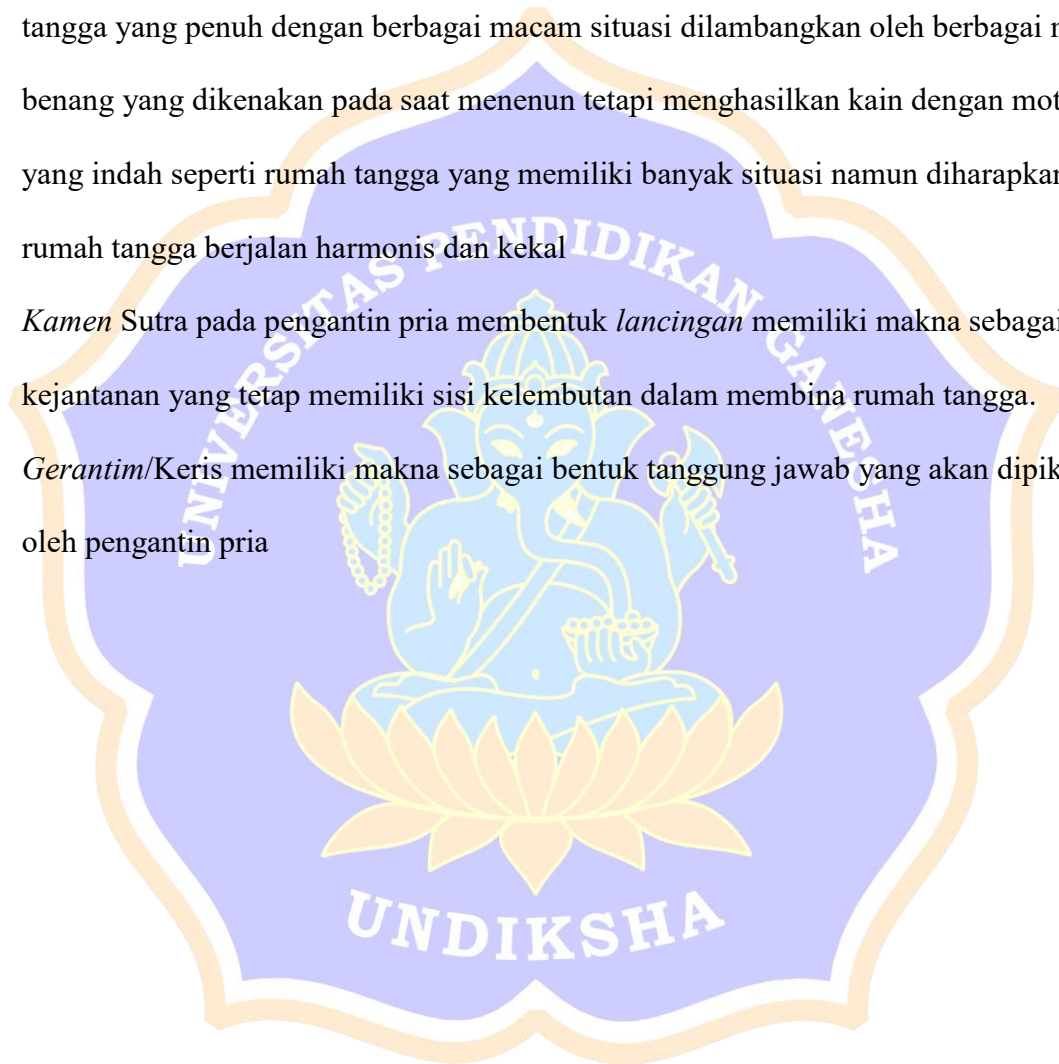 tangga yang penuh dengan berbagai macam situasi dilambangkan oleh berbagai
benang yang dikenakan pada saat menenun tetapi menghasilkan kain dengan
yang indah seperti rumah tangga yang memiliki banyak situasi namun diharapkan
rumah tangga berjalan harmonis dan kekal
Kamen Sutra pada pengantin pria membentuk lancingan memiliki makna sebagai
kejantanan yang tetap memiliki sisi kelembutan dalam membina rumah tangga.
Gerantim/Keris memiliki makna sebagai bentuk tanggung jawab yang akan
oleh pengantin pria
UNIVERSITAS PENDIDIKAN GANESHA
UNDIKSHA